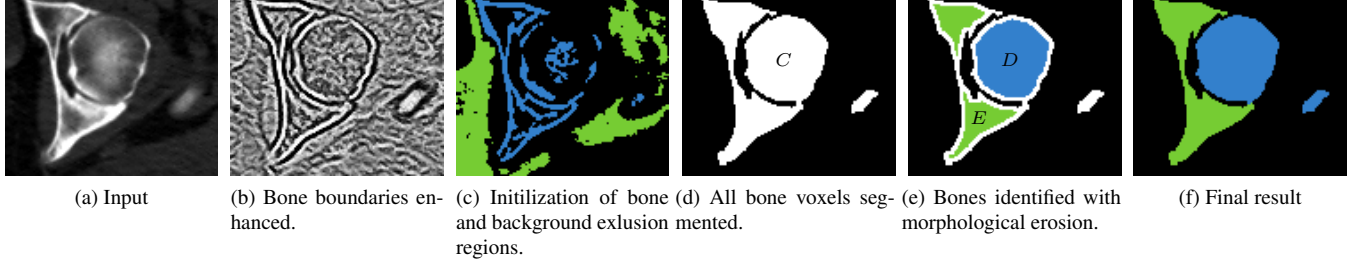 C
D
E
(a) Input
(b) Bone boundaries en-
hanced.
(c) Initilization of bone
and background exlusion
regions.
(d) All bone voxels seg-
mented.
(e) Bones identified with
morphological erosion.
(f) Final result